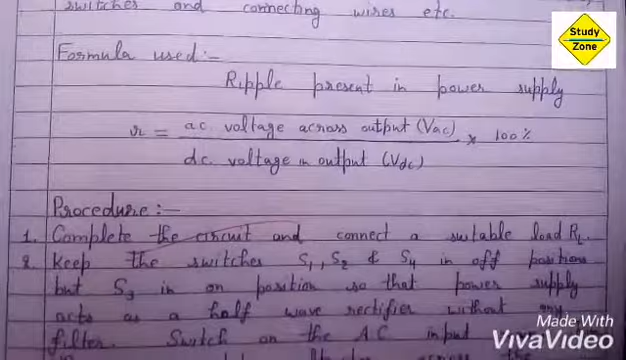 switches and connecting wires etc.
Study
Zone
Formula used:-
Ripple present in power supply
r = a.c. voltage across output (Vac) × 100 %
d.c. voltage in output (Vdc)
Procedure :-
1. Complete the circuit and connect a suitable load RL.
2. Keep the switches S1, S2 & S4 in off positions
but S3 in on position so that power supply
acts as a half wave rectifier without any
filter. Switch on the A.C. input
Made With
VivaVideo